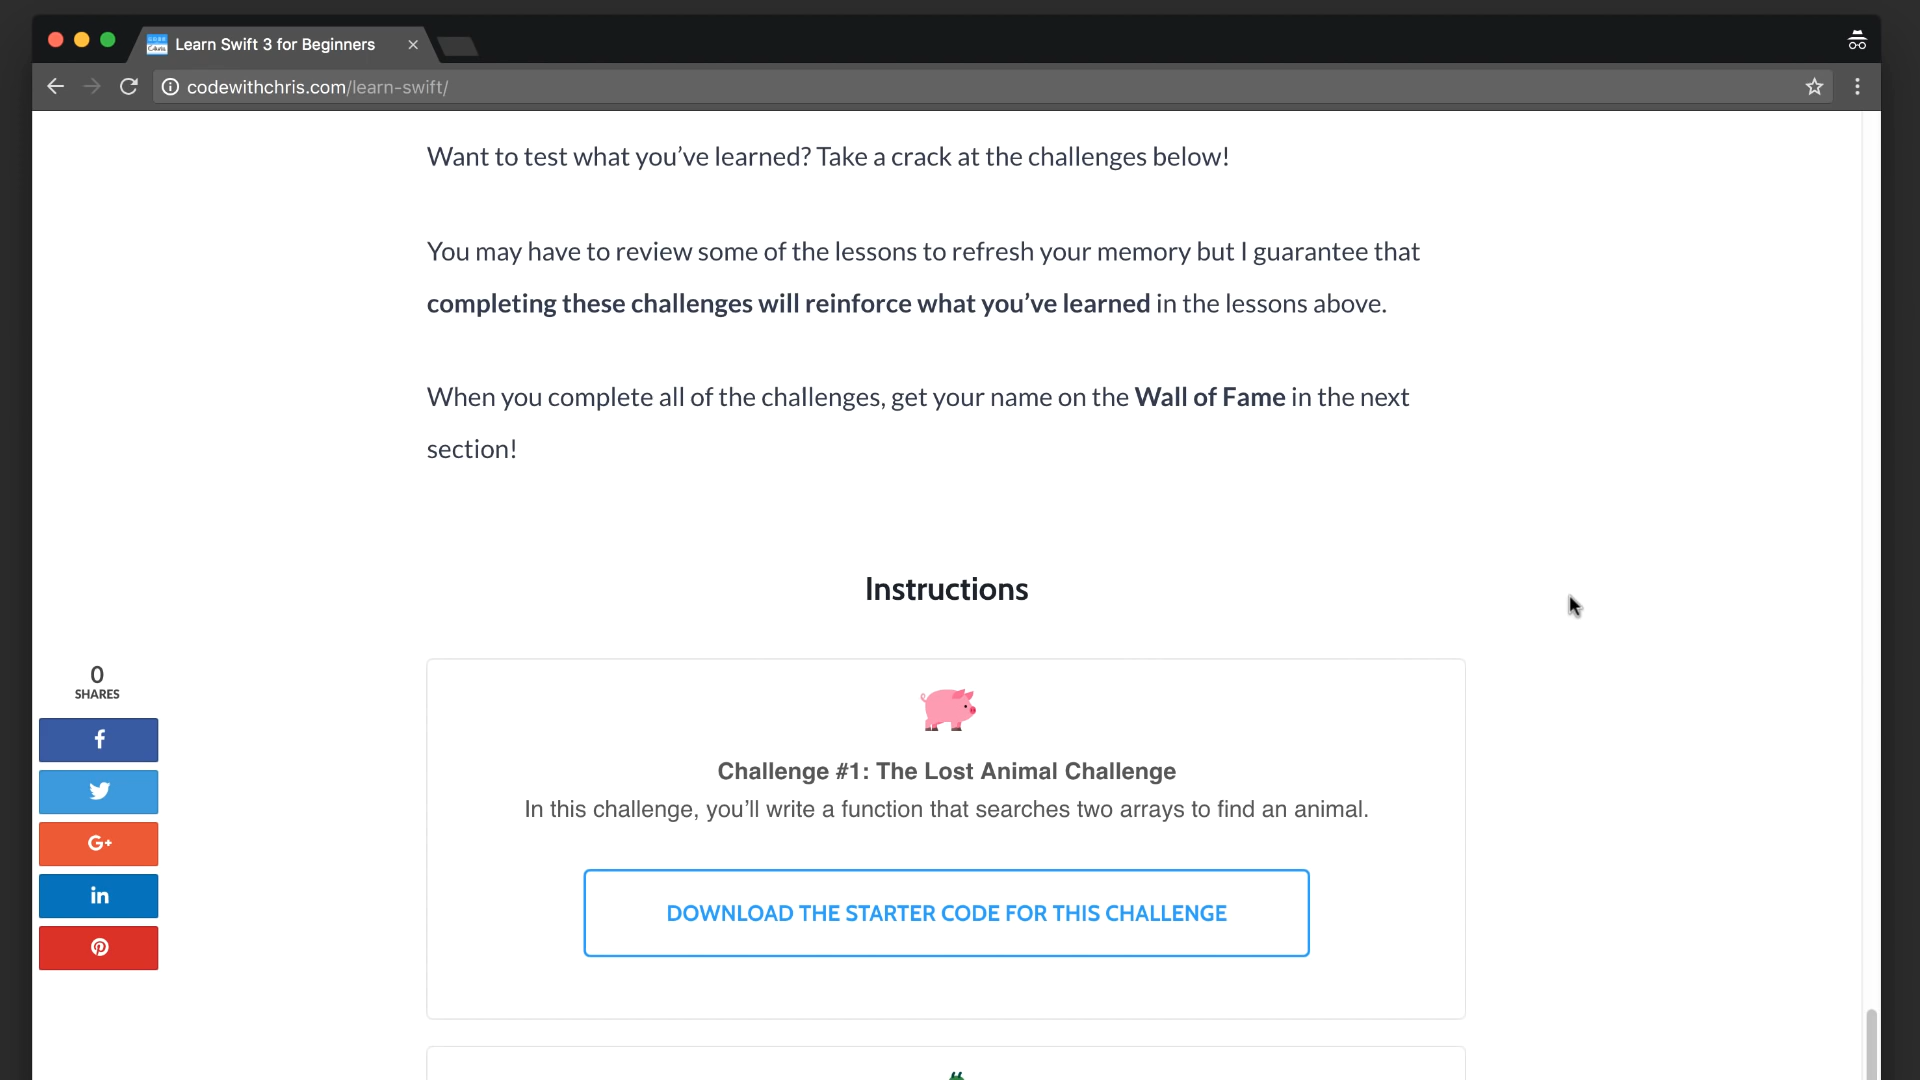 Learn Swift 3 for Beginners
codewithchris.com/learn-swift/
Want to test what you’ve learned? Take a crack at the challenges below!
You may have to review some of the lessons to refresh your memory but I guarantee that
completing these challenges will reinforce what you’ve learned in the lessons above.
When you complete all of the challenges, get your name on the Wall of Fame in the next
section!
Instructions
0
SHARES
f
G+
in
Challenge #1: The Lost Animal Challenge
In this challenge, you’ll write a function that searches two arrays to find an animal.
DOWNLOAD THE STARTER CODE FOR THIS CHALLENGE